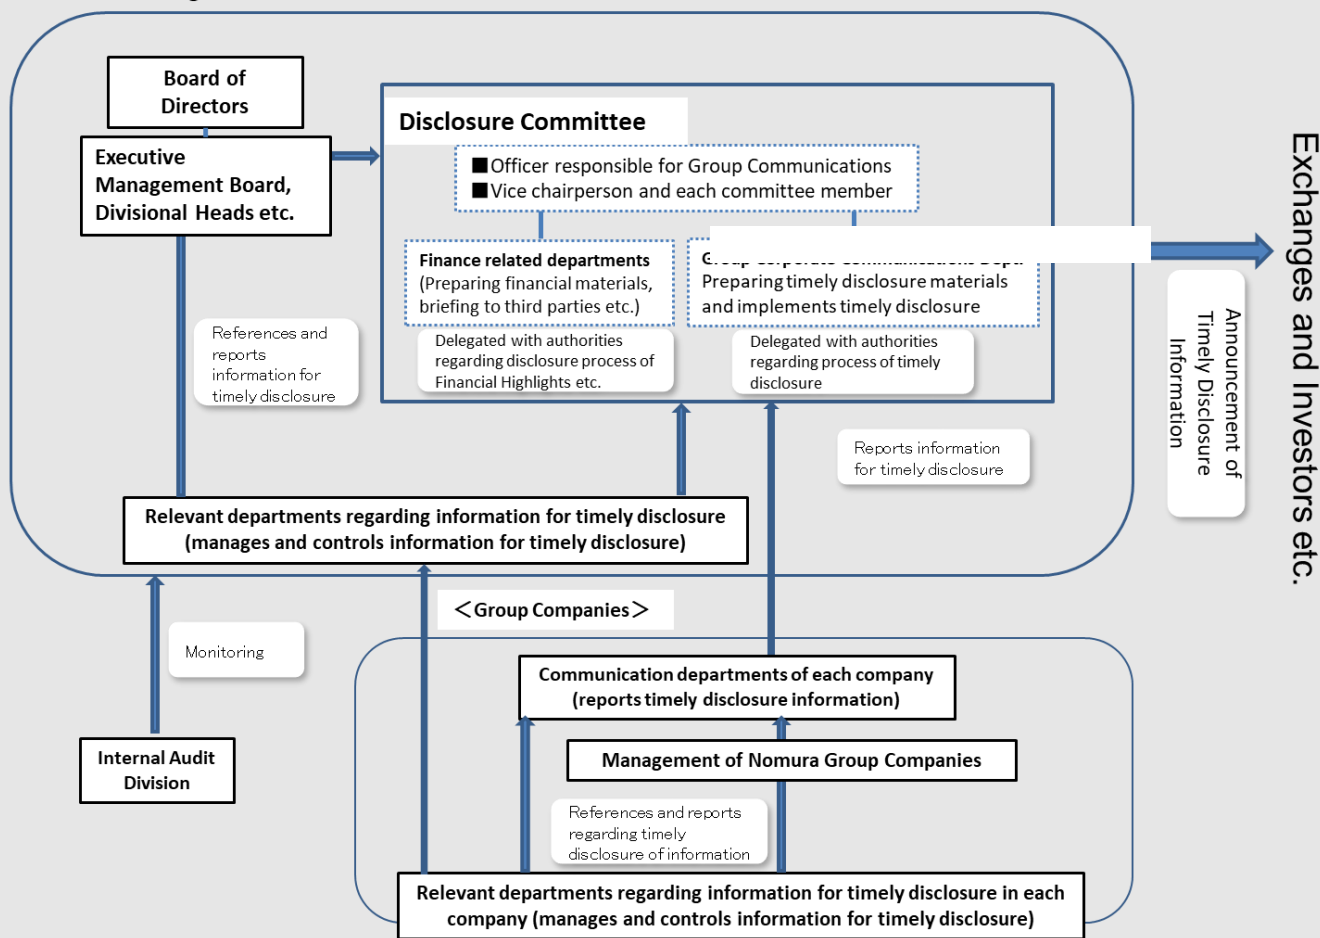 Board of
Directors
Executive
Management Board,
Divisional Heads etc.
Disclosure Committee
■Officer responsible for Group Communications
■Vice chairperson and each committee member
Finance related departments
(Preparing financial materials,
briefing to third parties etc.)
Preparing timely disclosure materials
and implements timely disclosure
Delegated with authorities
regarding disclosure process of
Financial Highlights etc.
Delegated with authorities
regarding process of timely
disclosure
References and
reports
information for
timely disclosure
Reports information
for timely disclosure
Announcement of
Timely Disclosure
Information
Exchanges and Investors etc.
Relevant departments regarding information for timely disclosure
(manages and controls information for timely disclosure)
＜Group Companies＞
Monitoring
Internal Audit
Division
Communication departments of each company
(reports timely disclosure information)
Management of Nomura Group Companies
References and reports
regarding timely
disclosure of information
Relevant departments regarding information for timely disclosure in each
company (manages and controls information for timely disclosure)